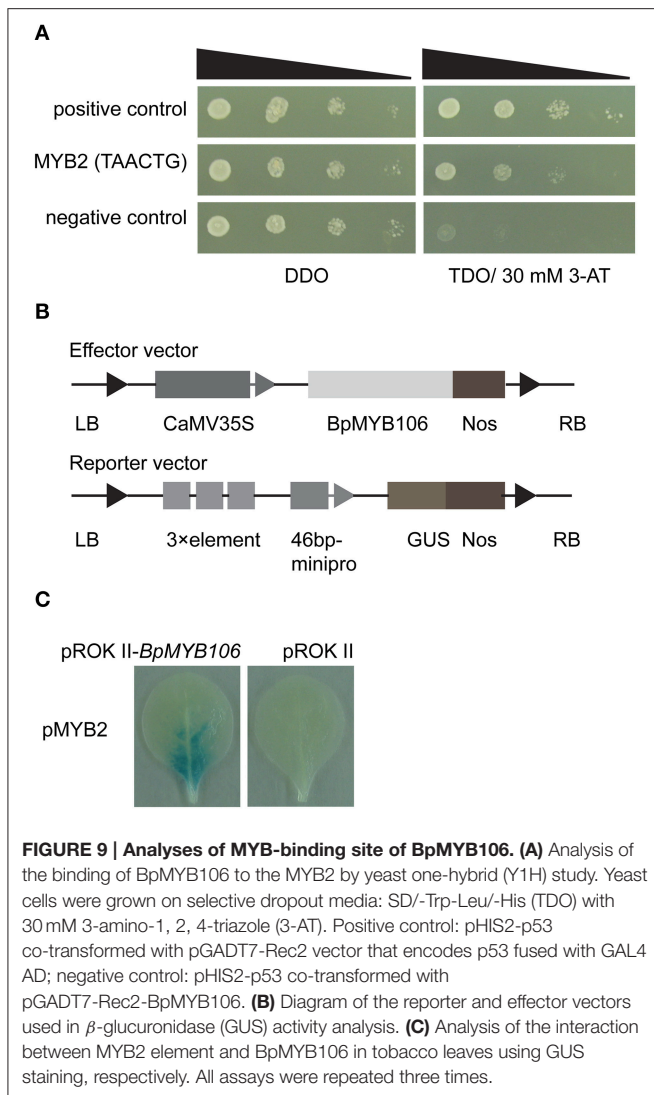 A
positive control
MYB2 (TAACTG)
negative control
DDO TDO/ 30 mM 3-AT
B
Effector vector
LB CaMV35S BpMYB106 Nos RB
Reporter vector
LB 3×element 46bp- GUS Nos RB
minipro
C
pROK II-BpMYB106 pROK II
pMYB2
FIGURE 9 | Analyses of MYB-binding site of BpMYB106. (A) Analysis of
the binding of BpMYB106 to the MYB2 by yeast one-hybrid (Y1H) study. Yeast
cells were grown on selective dropout media: SD/-Trp-Leu/-His (TDO) with
30 mM 3-amino-1, 2, 4-triazole (3-AT). Positive control: pHIS2-p53
co-transformed with pGADT7-Rec2 vector that encodes p53 fused with GAL4
AD; negative control: pHIS2-p53 co-transformed with
pGADT7-Rec2-BpMYB106. (B) Diagram of the reporter and effector vectors
used in β-glucuronidase (GUS) activity analysis. (C) Analysis of the interaction
between MYB2 element and BpMYB106 in tobacco leaves using GUS
staining, respectively. All assays were repeated three times.